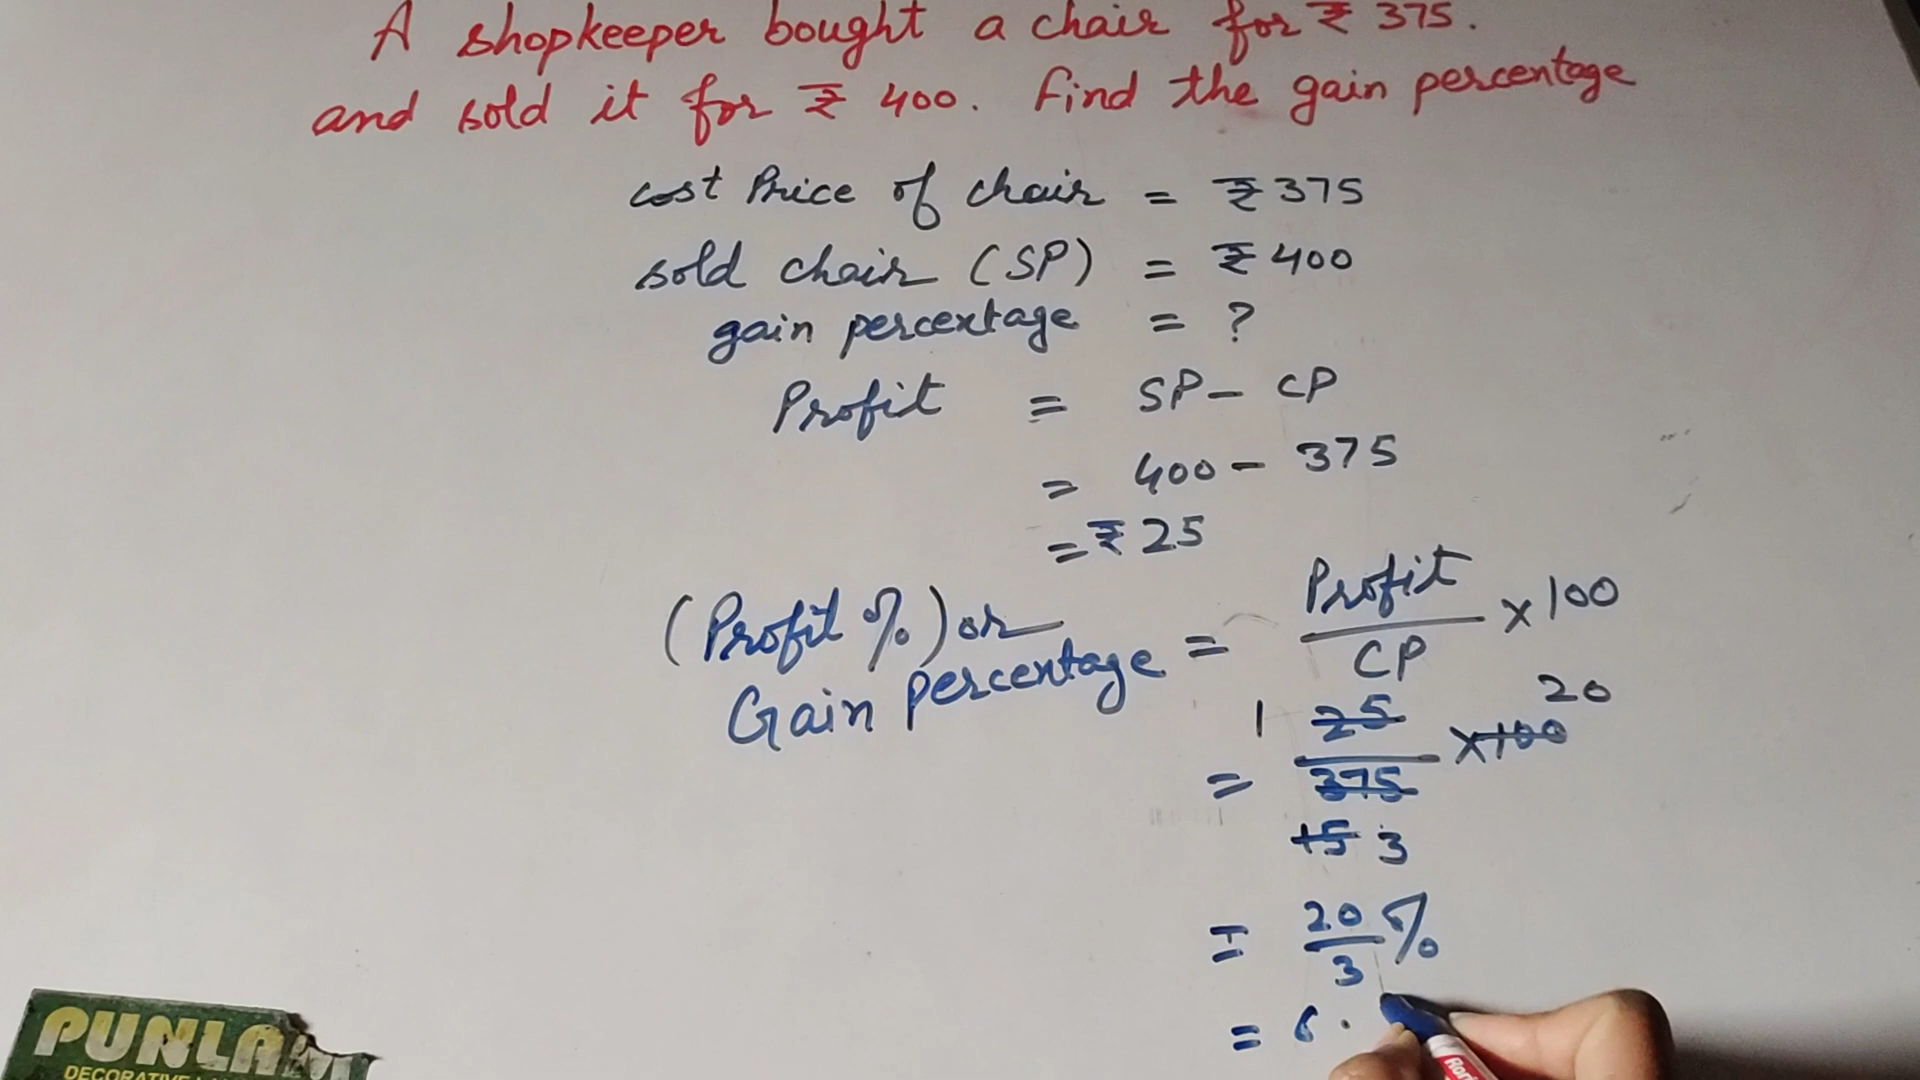 A shopkeeper bought a chair for ₹ 375.
and sold it for ₹ 400. Find the gain percentage
cost Price of chair = ₹ 375
sold chair (SP) = ₹ 400
gain percentage = ?
Profit = SP - CP
= 400 - 375
= ₹ 25
(Profit %) or
Gain percentage = Profit/CP × 100
= 25/375 × 100
1 20
15 3
= 20/3 %
= 6.
PUNLA
DECORATIVE